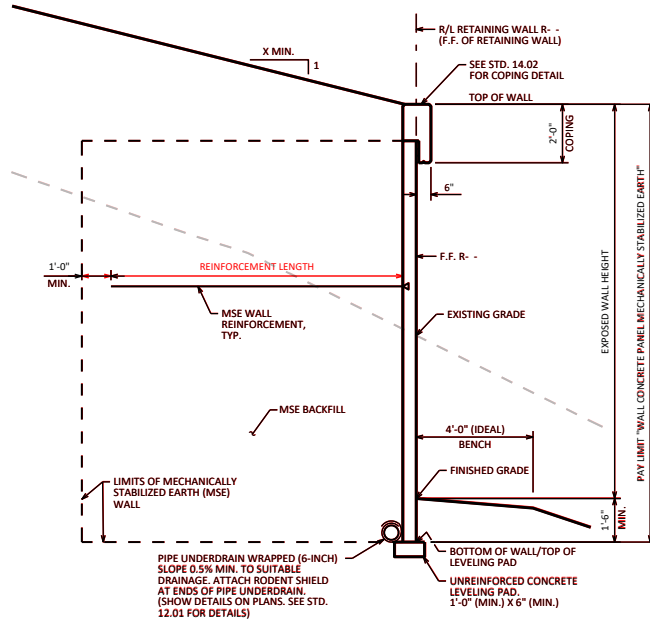 R/L RETAINING WALL R- -
(F.F. OF RETAINING WALL)
X MIN.
1
SEE STD. 14.02
FOR COPING DETAIL
TOP OF WALL
2'-0"
COPING
6"
1'-0"
MIN.
REINFORCEMENT LENGTH
F.F. R- -
MSE WALL
REINFORCEMENT,
TYP.
EXISTING GRADE
EXPOSED WALL HEIGHT
PAY LIMIT "WALL CONCRETE PANEL MECHANICALLY STABILIZED EARTH"
MSE BACKFILL
4'-0" (IDEAL)
BENCH
FINISHED GRADE
LIMITS OF MECHANICALLY
STABILIZED EARTH (MSE)
WALL
1'-6"
MIN.
PIPE UNDERDRAIN WRAPPED (6-INCH)
SLOPE 0.5% MIN. TO SUITABLE
DRAINAGE. ATTACH RODENT SHIELD
AT ENDS OF PIPE UNDERDRAIN.
(SHOW DETAILS ON PLANS. SEE STD.
12.01 FOR DETAILS)
BOTTOM OF WALL/TOP OF
LEVELING PAD
UNREINFORCED CONCRETE
LEVELING PAD.
1'-0" (MIN.) X 6" (MIN.)